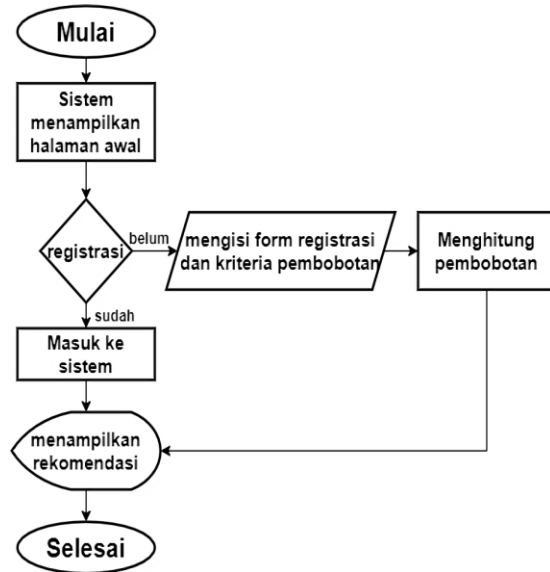 Mulai
Sistem
menampilkan
halaman awal
registrasi
belum
mengisi form registrasi
dan kriteria pembobotan
Menghitung
pembobotan
sudah
Masuk ke
sistem
menampilkan
rekomendasi
Selesai